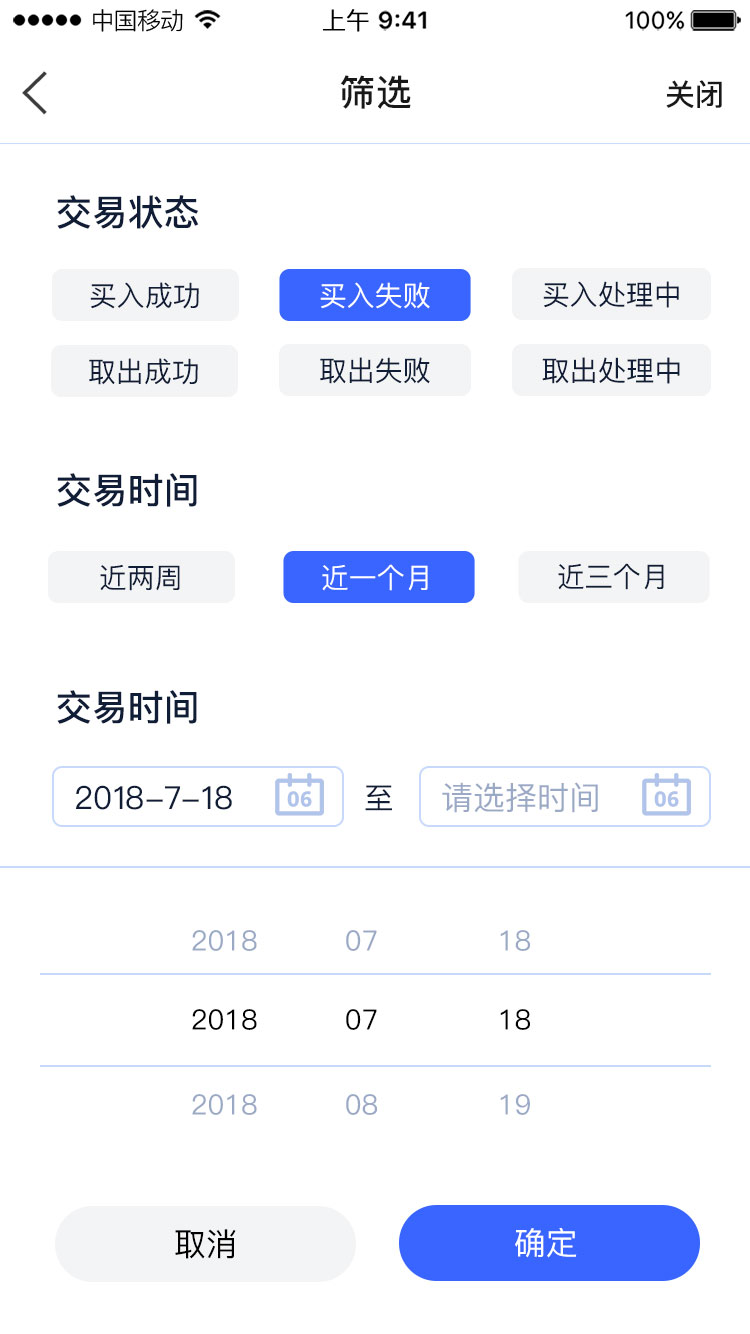 中国移动 上午 9:41 100%
筛选 关闭
交易状态
买入成功 买入失败 买入处理中
取出成功 取出失败 取出处理中
交易时间
近两周 近一个月 近三个月
交易时间
2018-7-18 06 至 请选择时间 06
2018 07 18
2018 07 18
2018 08 19
取消 确定